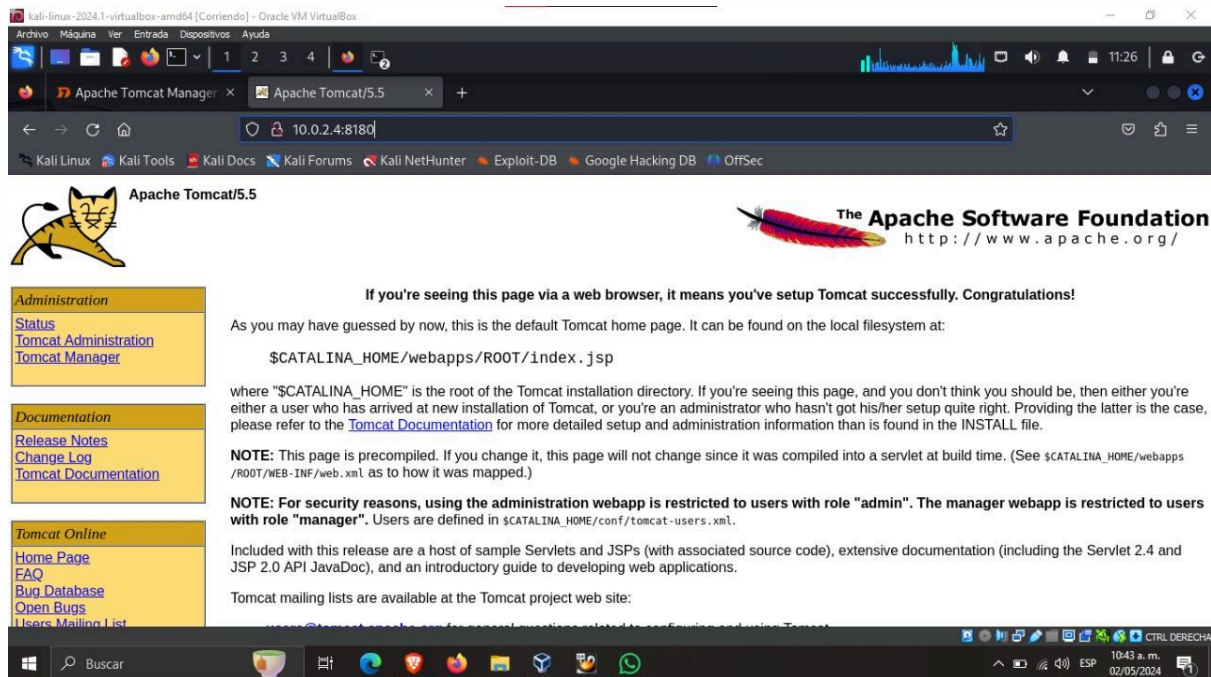 kali-linux-2024.1-virtualbox-amd64 [Corriendo] - Oracle VM VirtualBox
Archivo Máquina Ver Entrada Dispositivos Ayuda
1 2 3 4 2 11:26
Apache Tomcat Manager Apache Tomcat/5.5
10.0.2.4:8180
Kali Linux Kali Tools Kali Docs Kali Forums Kali NetHunter Exploit-DB Google Hacking DB OffSec
Apache Tomcat/5.5
The Apache Software Foundation
http://www.apache.org/
Administration
Status
Tomcat Administration
Tomcat Manager
Documentation
Release Notes
Change Log
Tomcat Documentation
Tomcat Online
Home Page
FAQ
Bug Database
Open Bugs
Users Mailing List
If you're seeing this page via a web browser, it means you've setup Tomcat successfully. Congratulations!
As you may have guessed by now, this is the default Tomcat home page. It can be found on the local filesystem at:
$CATALINA_HOME/webapps/ROOT/index.jsp
where "$CATALINA_HOME" is the root of the Tomcat installation directory. If you're seeing this page, and you don't think you should be, then either you're
either a user who has arrived at new installation of Tomcat, or you're an administrator who hasn't got his/her setup quite right. Providing the latter is the case,
please refer to the Tomcat Documentation for more detailed setup and administration information than is found in the INSTALL file.
NOTE: This page is precompiled. If you change it, this page will not change since it was compiled into a servlet at build time. (See $CATALINA_HOME/webapps
/ROOT/WEB-INF/web.xml as to how it was mapped.)
NOTE: For security reasons, using the administration webapp is restricted to users with role "admin". The manager webapp is restricted to users
with role "manager". Users are defined in $CATALINA_HOME/conf/tomcat-users.xml.
Included with this release are a host of sample Servlets and JSPs (with associated source code), extensive documentation (including the Servlet 2.4 and
JSP 2.0 API JavaDoc), and an introductory guide to developing web applications.
Tomcat mailing lists are available at the Tomcat project web site:
users@tomcat.apache.org for general questions related to configuring and using Tomcat
CTRL DERECHA
Buscar
ESP
10:43 a. m.
02/05/2024